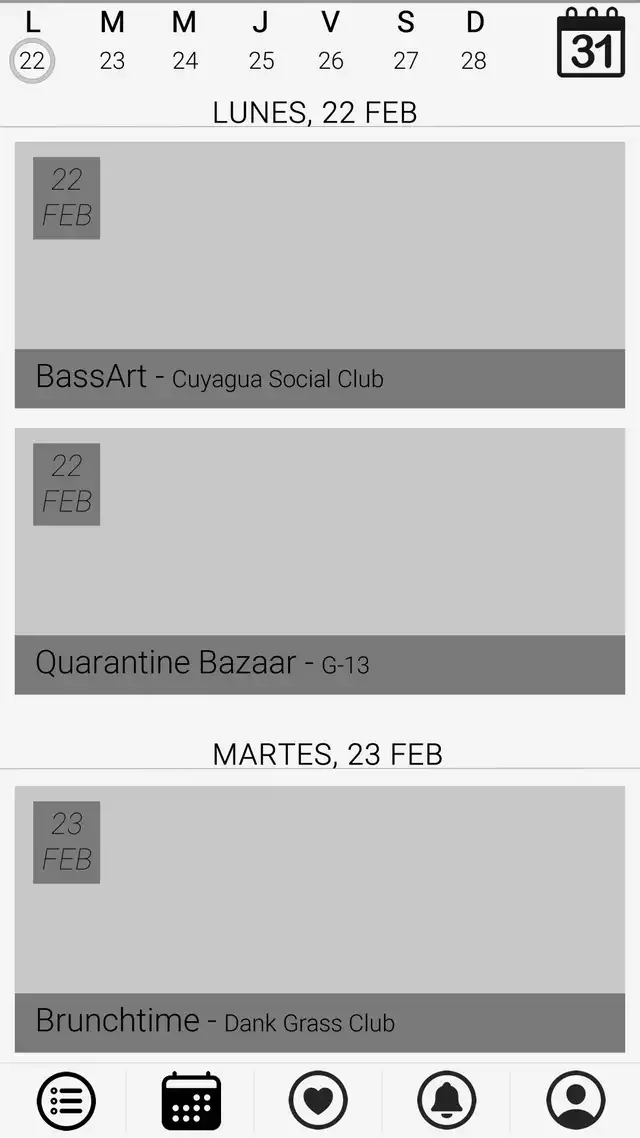 L M M J V S D
22 23 24 25 26 27 28
31
LUNES, 22 FEB
22
FEB
BassArt - Cuyagua Social Club
22
FEB
Quarantine Bazaar - G-13
MARTES, 23 FEB
23
FEB
Brunchtime - Dank Grass Club